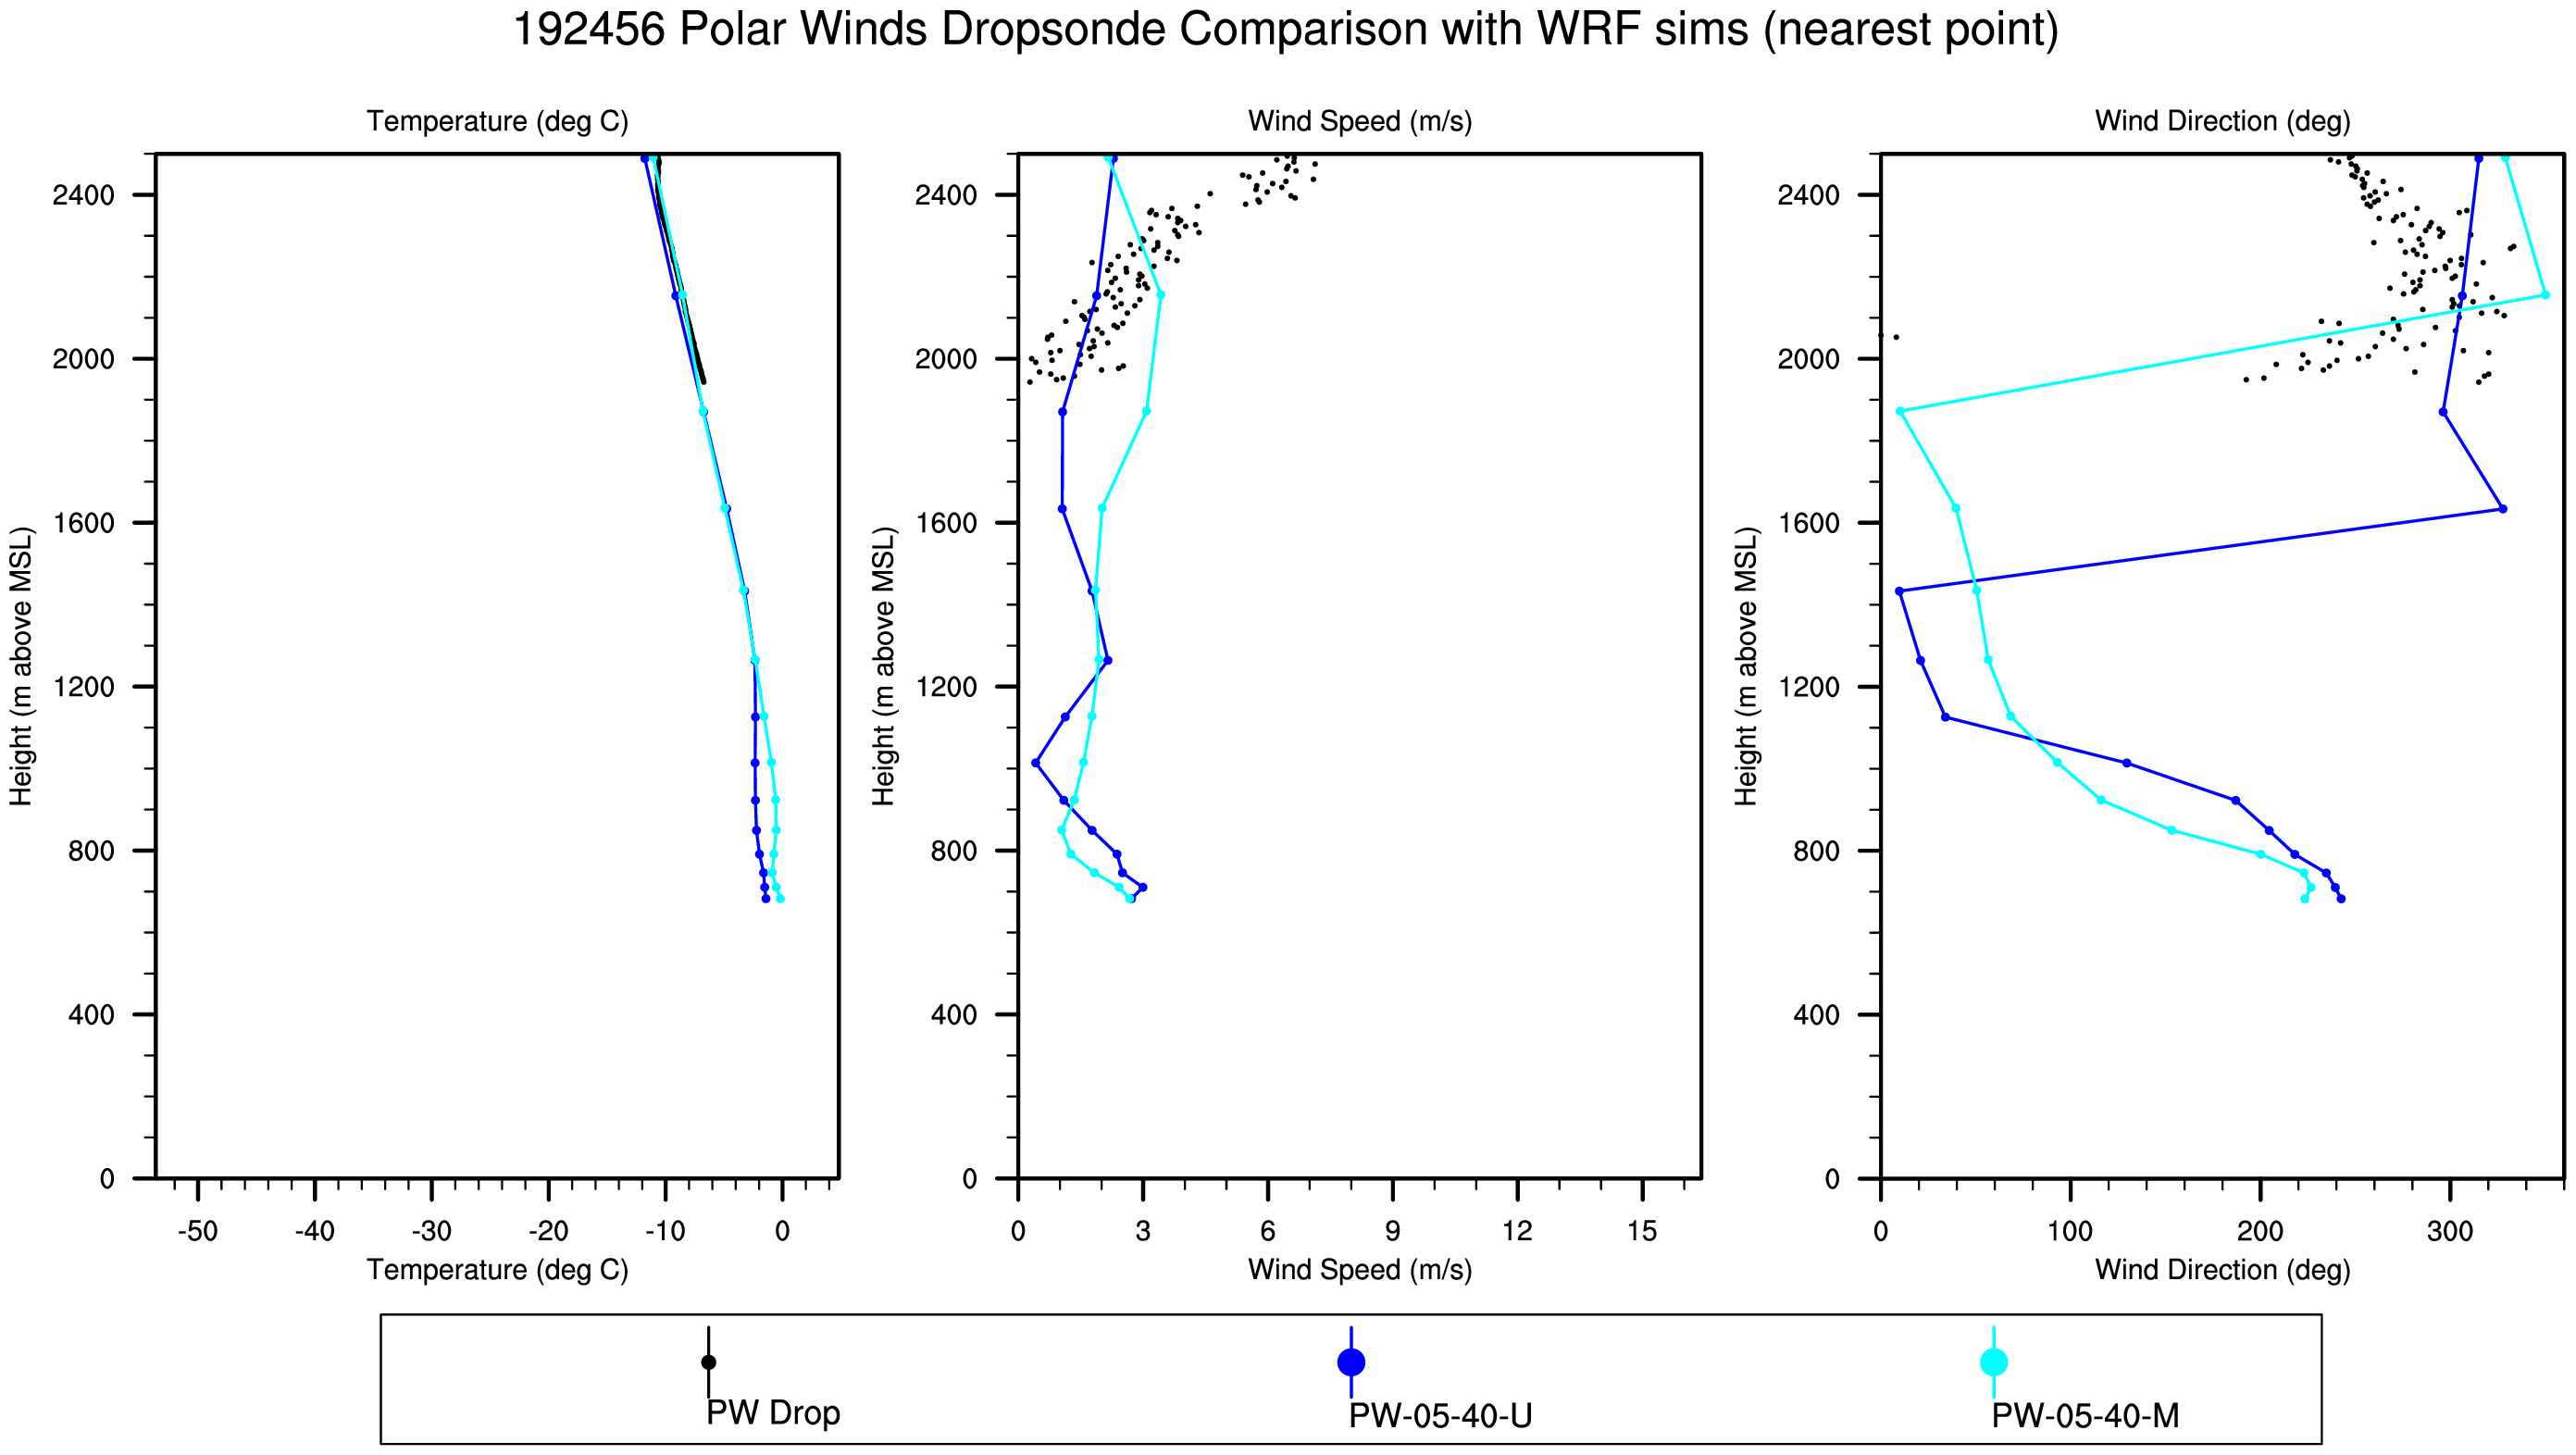 192456 Polar Winds Dropsonde Comparison with WRF sims (nearest point)
Temperature (deg C)
Wind Speed (m/s)
Wind Direction (deg)
Height (m above MSL)
2400
2000
1600
1200
800
400
0
-50 -40 -30 -20 -10 0
Temperature (deg C)
Height (m above MSL)
2400
2000
1600
1200
800
400
0
0 3 6 9 12 15
Wind Speed (m/s)
Height (m above MSL)
2400
2000
1600
1200
800
400
0
0 100 200 300
Wind Direction (deg)
PW Drop
PW-05-40-U
PW-05-40-M